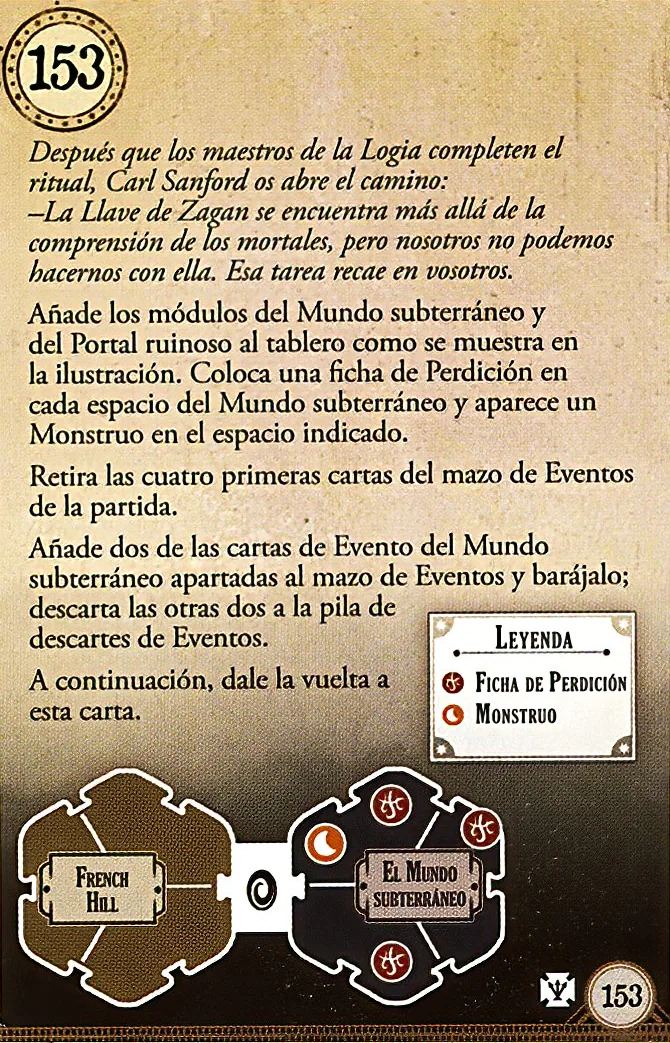 153
Después que los maestros de la Logia completen el
ritual, Carl Sanford os abre el camino:
–La Llave de Zagan se encuentra más allá de la
comprensión de los mortales, pero nosotros no podemos
hacernos con ella. Esa tarea recae en vosotros.
Añade los módulos del Mundo subterráneo y
del Portal ruinoso al tablero como se muestra en
la ilustración. Coloca una ficha de Perdición en
cada espacio del Mundo subterráneo y aparece un
Monstruo en el espacio indicado.
Retira las cuatro primeras cartas del mazo de Eventos
de la partida.
Añade dos de las cartas de Evento del Mundo
subterráneo apartadas al mazo de Eventos y barájalo;
descarta las otras dos a la pila de
descartes de Eventos.
A continuación, dale la vuelta a
esta carta.
LEYENDA
FICHA DE PERDICIÓN
MONSTRUO
FRENCH
HILL
EL MUNDO
SUBTERRÁNEO
153